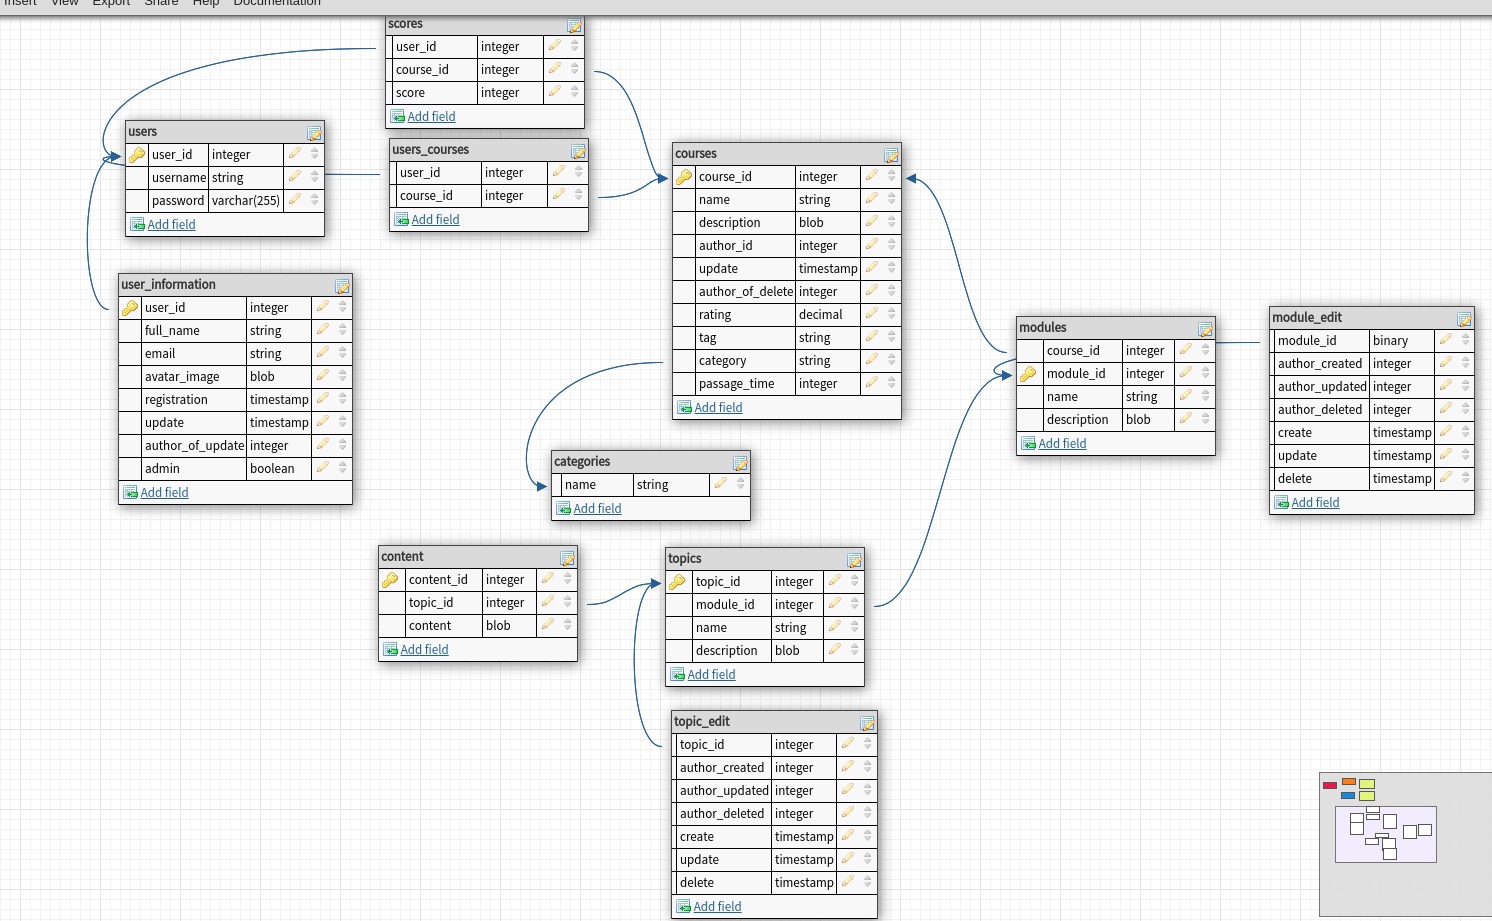 Insert View Export Share Help Documentation
scores
user_id integer
course_id integer
score integer
Add field
users
user_id integer
username string
password varchar(255)
Add field
users_courses
user_id integer
course_id integer
Add field
courses
course_id integer
name string
description blob
author_id integer
update timestamp
author_of_delete integer
rating decimal
tag string
category string
passage_time integer
Add field
user_information
user_id integer
full_name string
email string
avatar_image blob
registration timestamp
update timestamp
author_of_update integer
admin boolean
Add field
modules
course_id integer
module_id integer
name string
description blob
Add field
module_edit
module_id binary
author_created integer
author_updated integer
author_deleted integer
create timestamp
update timestamp
delete timestamp
Add field
categories
name string
Add field
content
content_id integer
topic_id integer
content blob
Add field
topics
topic_id integer
module_id integer
name string
description blob
Add field
topic_edit
topic_id integer
author_created integer
author_updated integer
author_deleted integer
create timestamp
update timestamp
delete timestamp
Add field